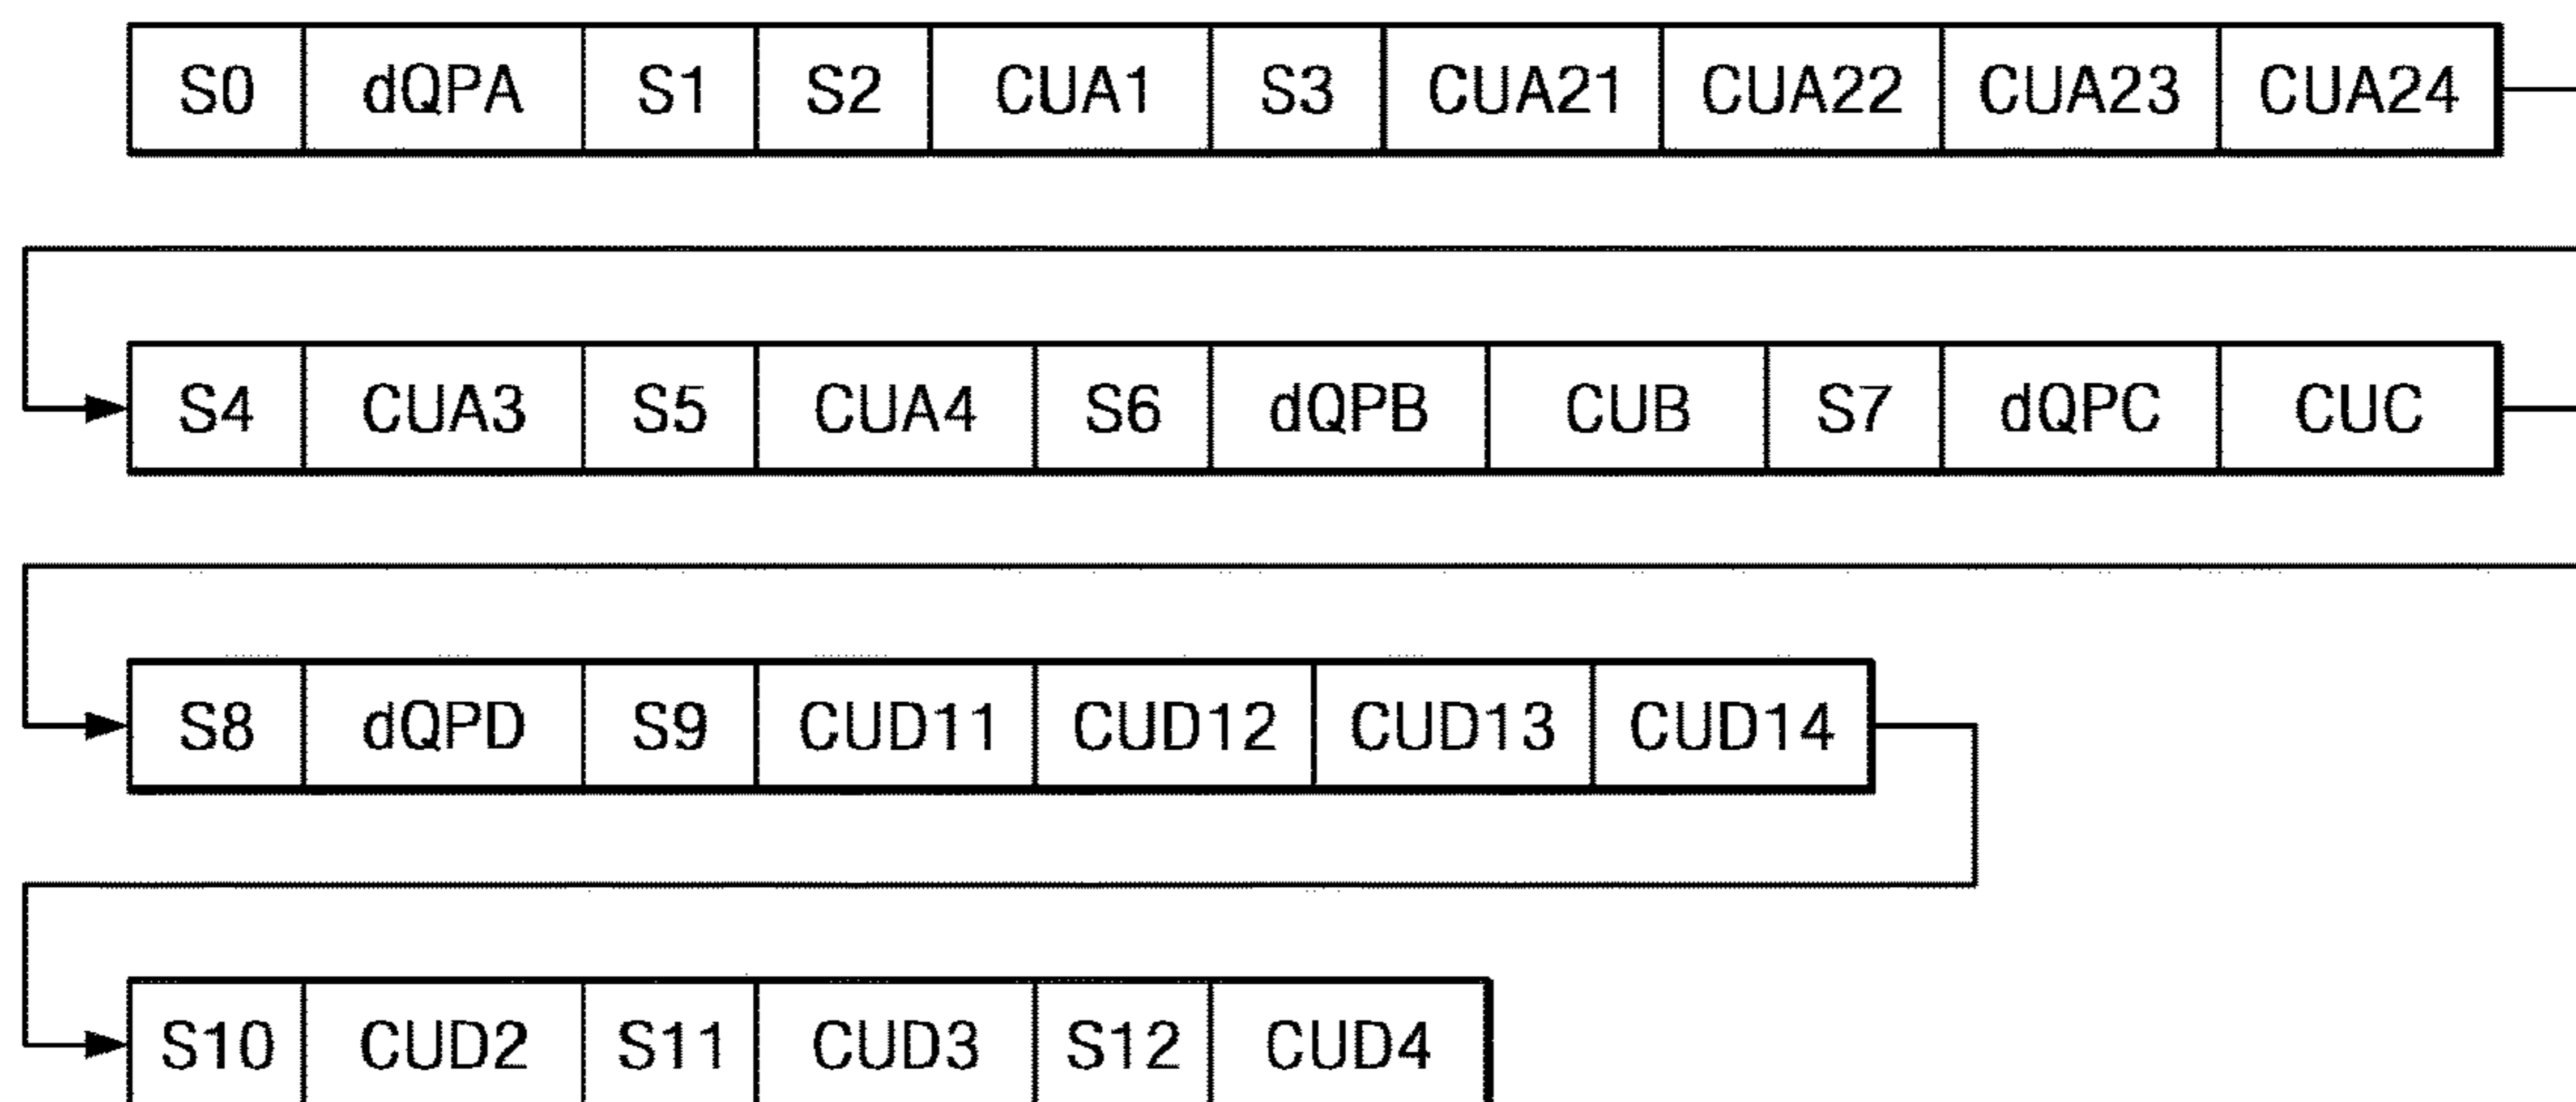 S0 dQPA S1 S2 CUA1 S3 CUA21 CUA22 CUA23 CUA24
S4 CUA3 S5 CUA4 S6 dQPB CUB S7 dQPC CUC
S8 dQPD S9 CUD11 CUD12 CUD13 CUD14
S10 CUD2 S11 CUD3 S12 CUD4